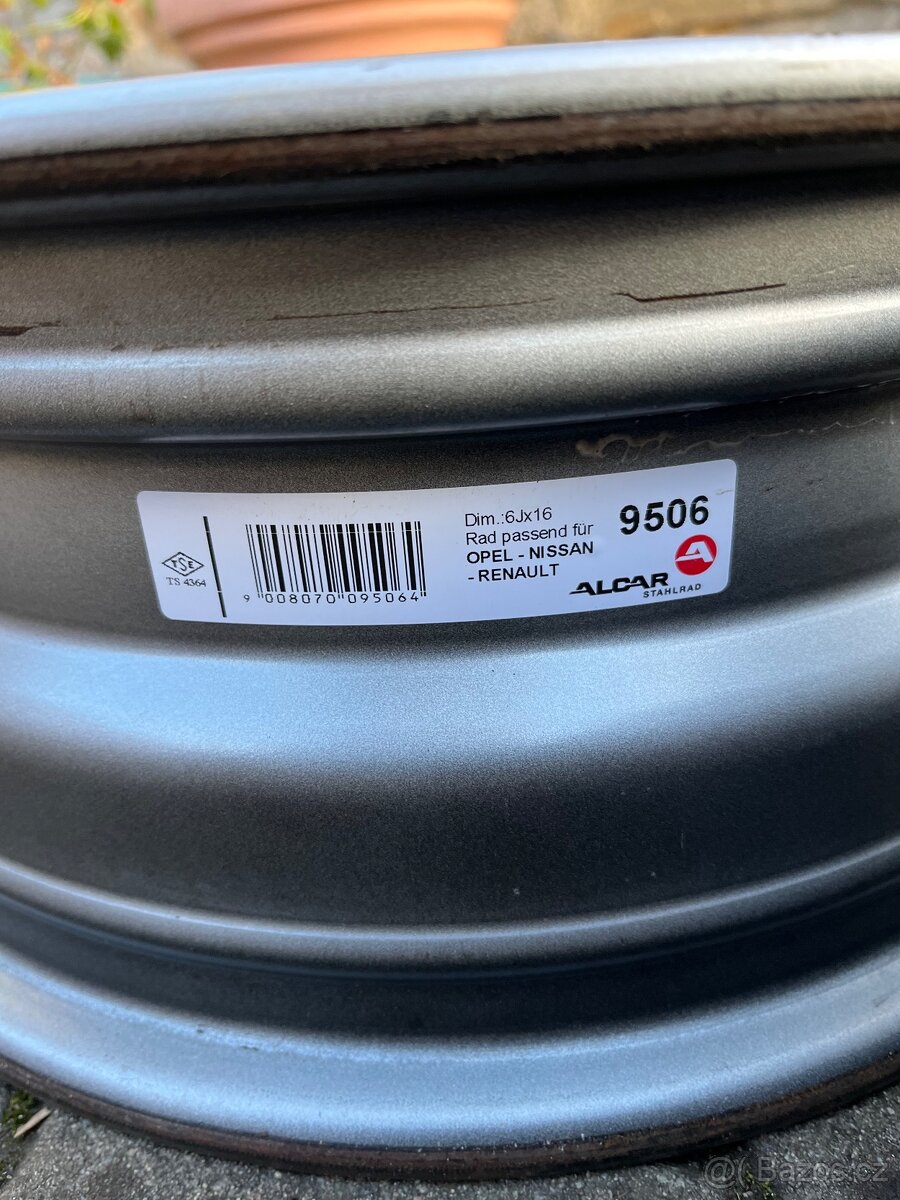 TSE
TS 4364
9 008070 095064
Dim.:6Jx16
Rad passend für
OPEL - NISSAN
- RENAULT
9506
A
ALCAR
STAHLRAD
@( Bazos.cz